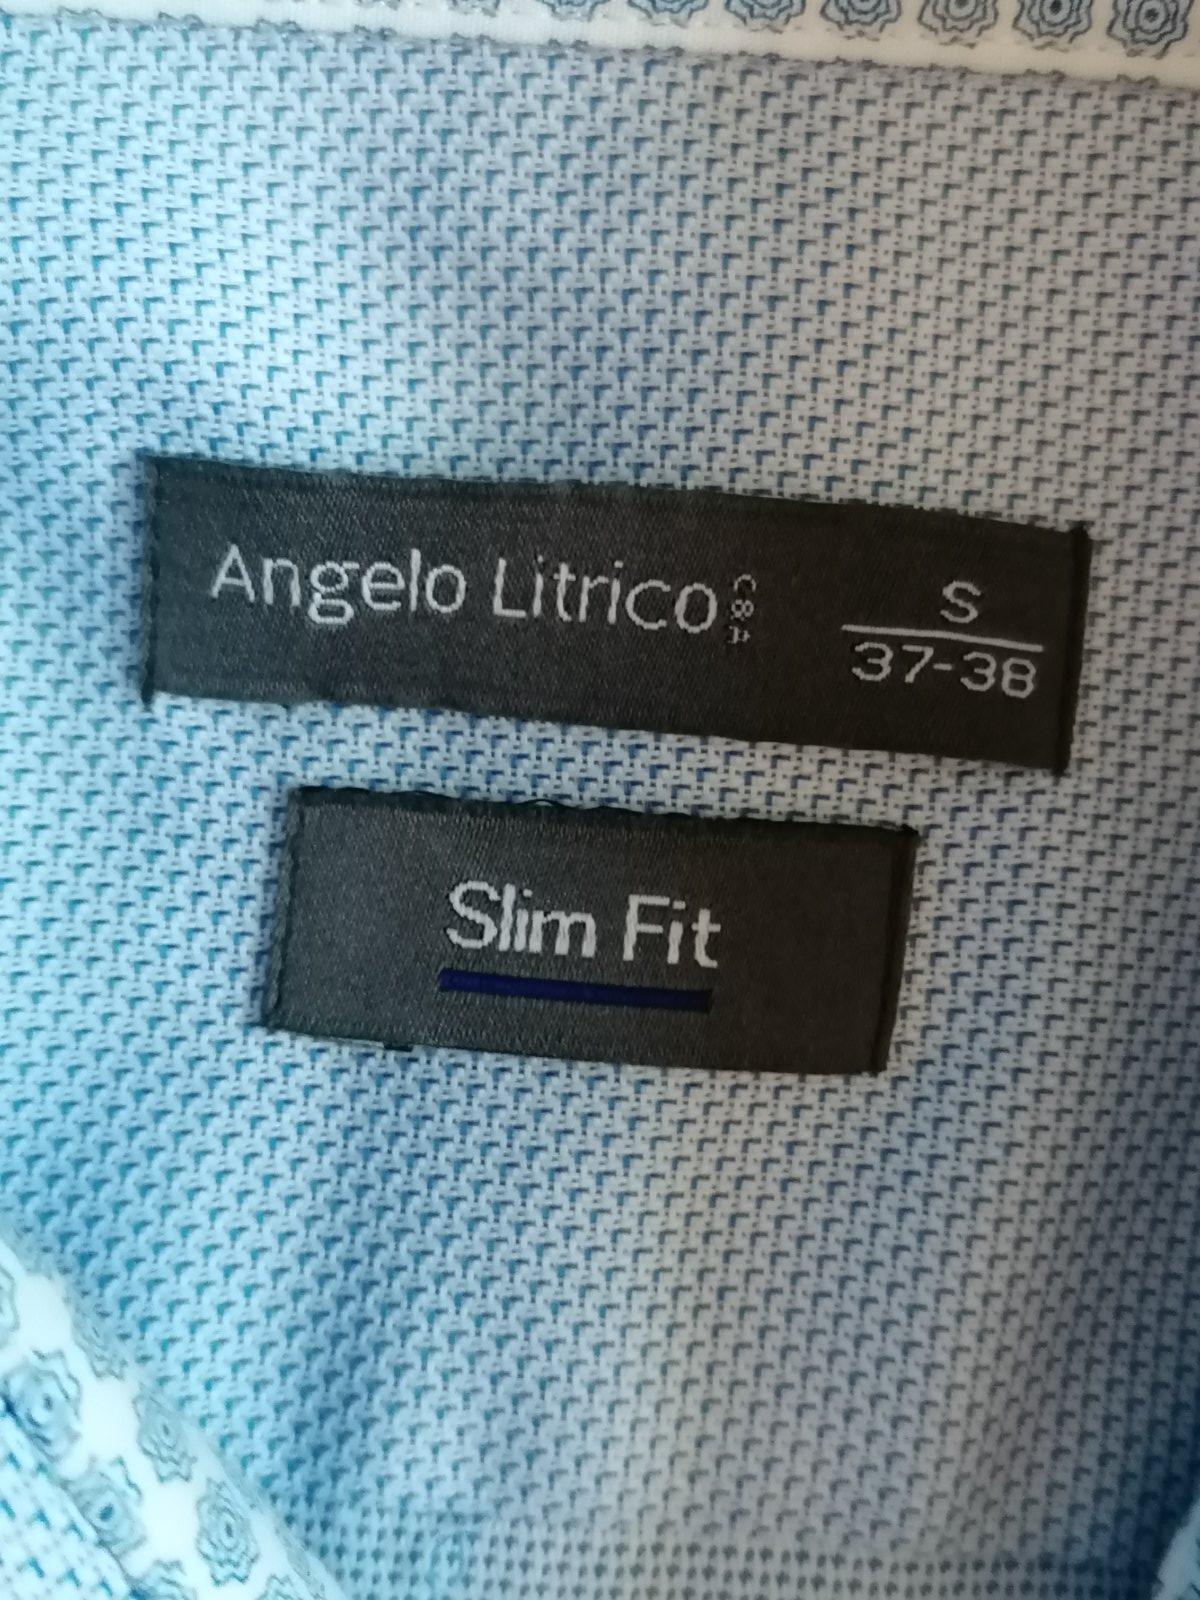 Angelo Litrico C&A
S
37-38
Slim Fit